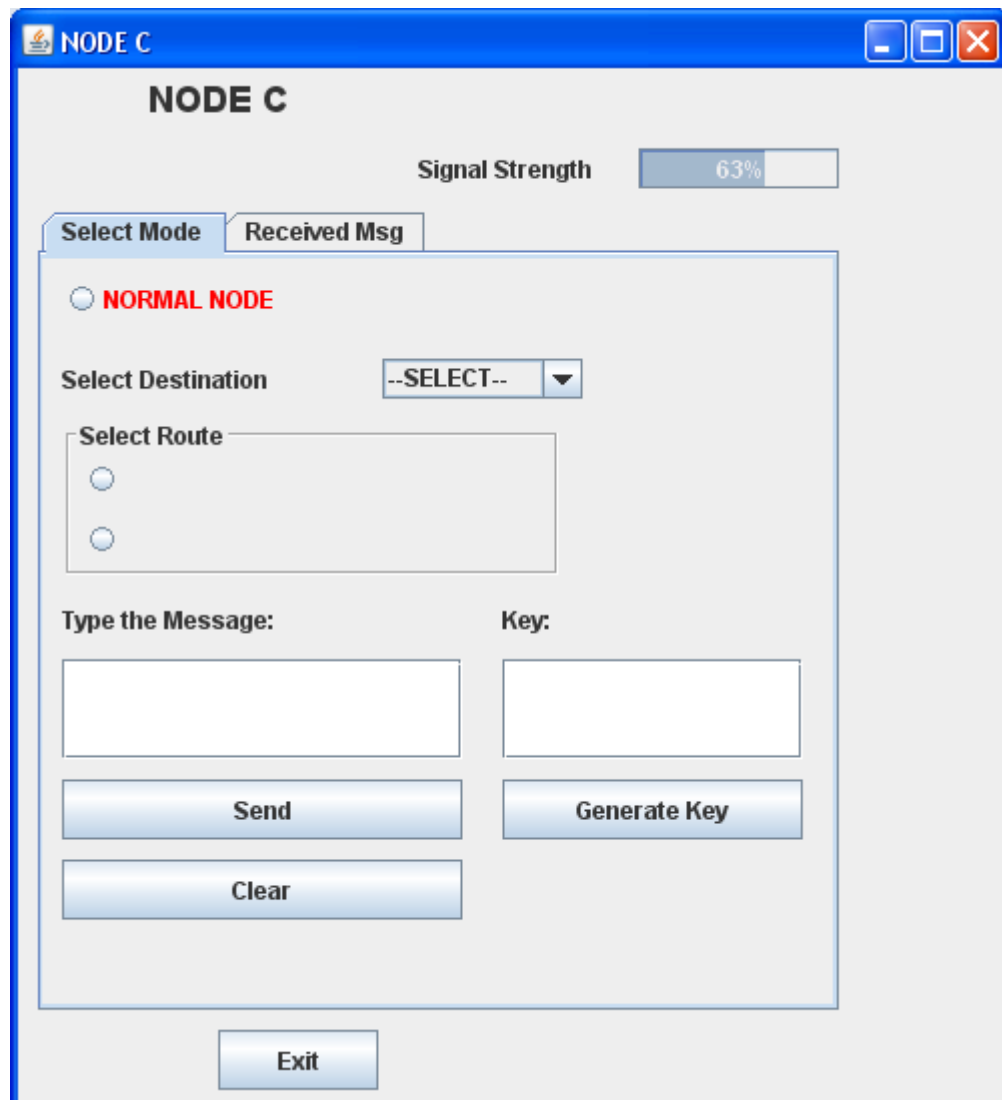 NODE C
NODE C
Signal Strength 63%
Select Mode Received Msg
NORMAL NODE
Select Destination --SELECT--
Select Route
Type the Message: Key:
Send Generate Key
Clear
Exit